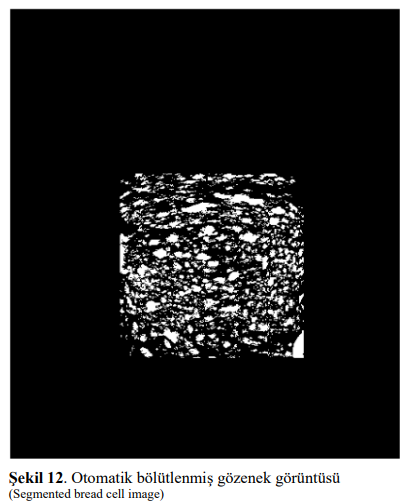 Şekil 12. Otomatik bölütlenmiş gözenek görüntüsü
(Segmented bread cell image)